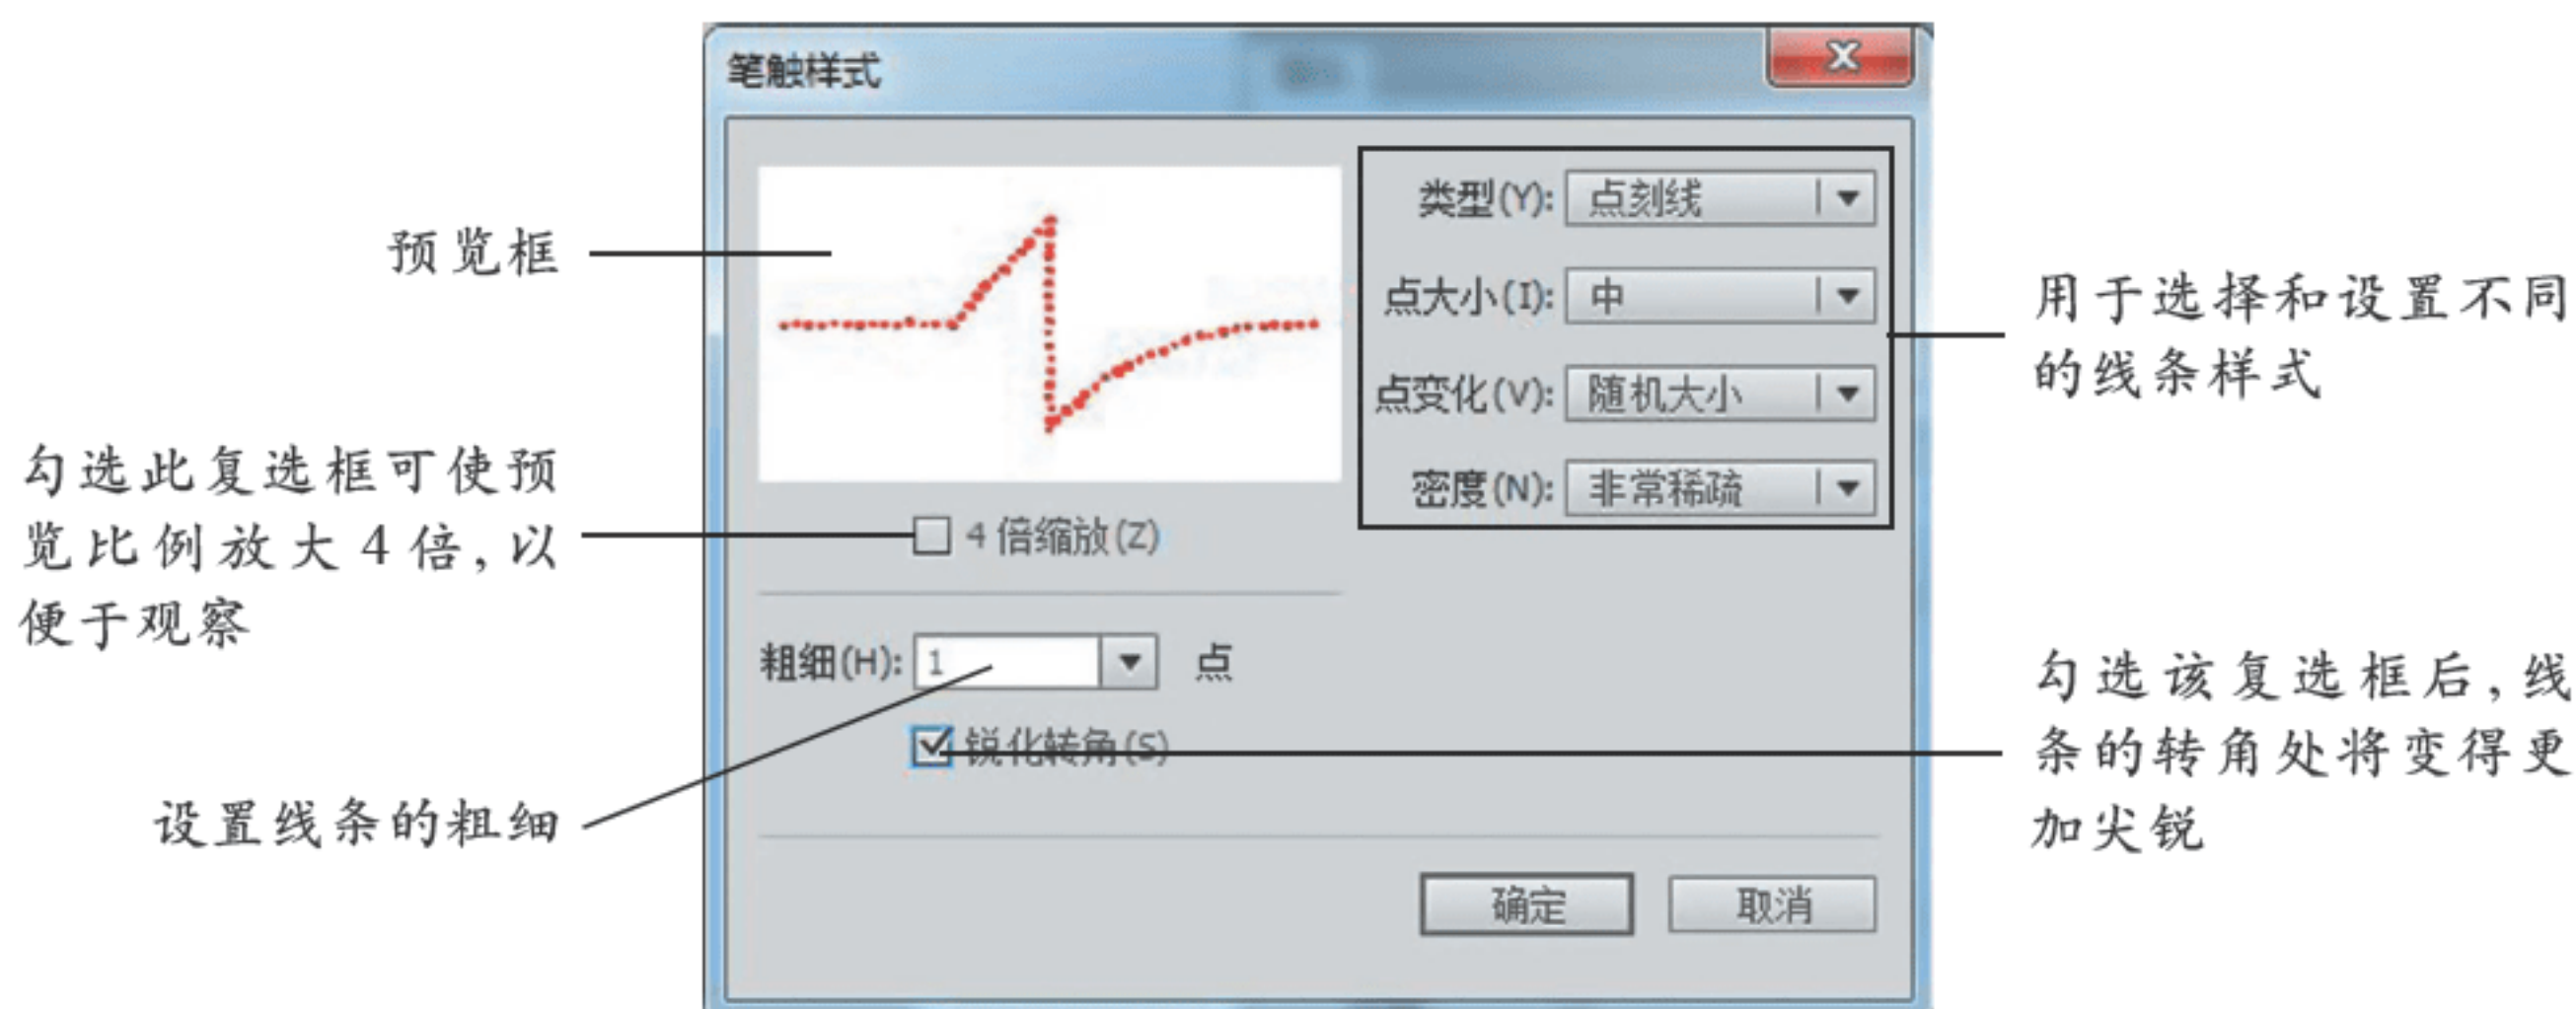 笔触样式
预览框
类型(Y): 点刻线
点大小(I): 中
点变化(V): 随机大小
密度(N): 非常稀疏
用于选择和设置不同
的线条样式
勾选此复选框可使预
览比例放大4倍,以
便于观察
4 倍缩放(Z)
粗细(H): 1 点
锐化转角(S)
设置线条的粗细
勾选该复选框后,线
条的转角处将变得更
加尖锐
确定 取消